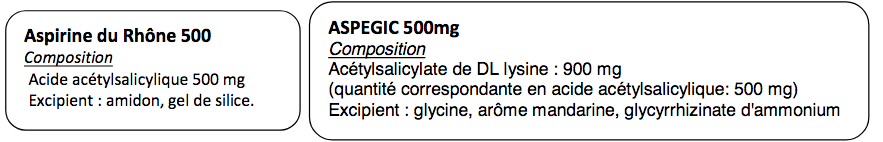 Aspirine du Rhône 500
Composition
Acide acétylsalicylique 500 mg
Excipient : amidon, gel de silice.
ASPEGIC 500mg
Composition
Acétylsalicylate de DL lysine : 900 mg
(quantité correspondante en acide acétylsalicylique: 500 mg)
Excipient : glycine, arôme mandarine, glycyrrhizinate d'ammonium